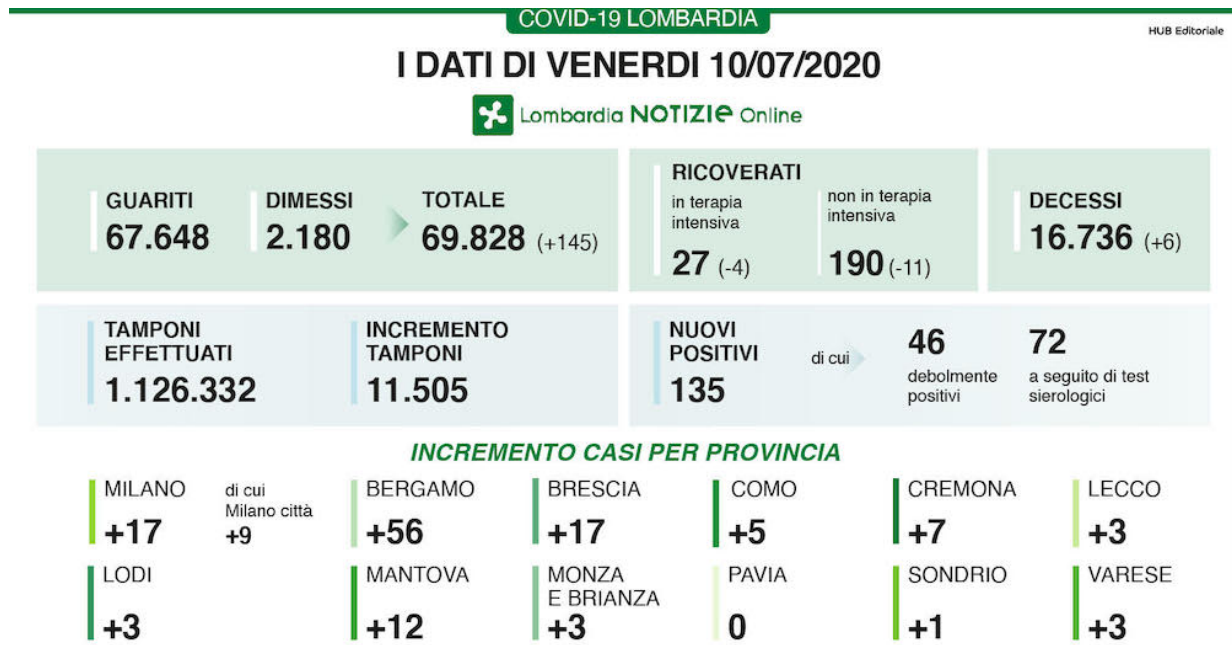 COVID-19 LOMBARDIA
HUB Editoriale
I DATI DI VENERDI 10/07/2020
Lombardia NOTIZIE Online
GUARITI
67.648
DIMESSI
2.180
TOTALE
69.828 (+145)
RICOVERATI
in terapia
intensiva
27 (-4)
non in terapia
intensiva
190 (-11)
DECESSI
16.736 (+6)
TAMPONI
EFFETTUATI
1.126.332
INCREMENTO
TAMPONI
11.505
NUOVI
POSITIVI
135
di cui
46
debolmente
positivi
72
a seguito di test
sierologici
INCREMENTO CASI PER PROVINCIA
MILANO
+17
di cui
Milano città
+9
BERGAMO
+56
BRESCIA
+17
COMO
+5
CREMONA
+7
LECCO
+3
LODI
+3
MANTOVA
+12
MONZA
E BRIANZA
+3
PAVIA
0
SONDRIO
+1
VARESE
+3